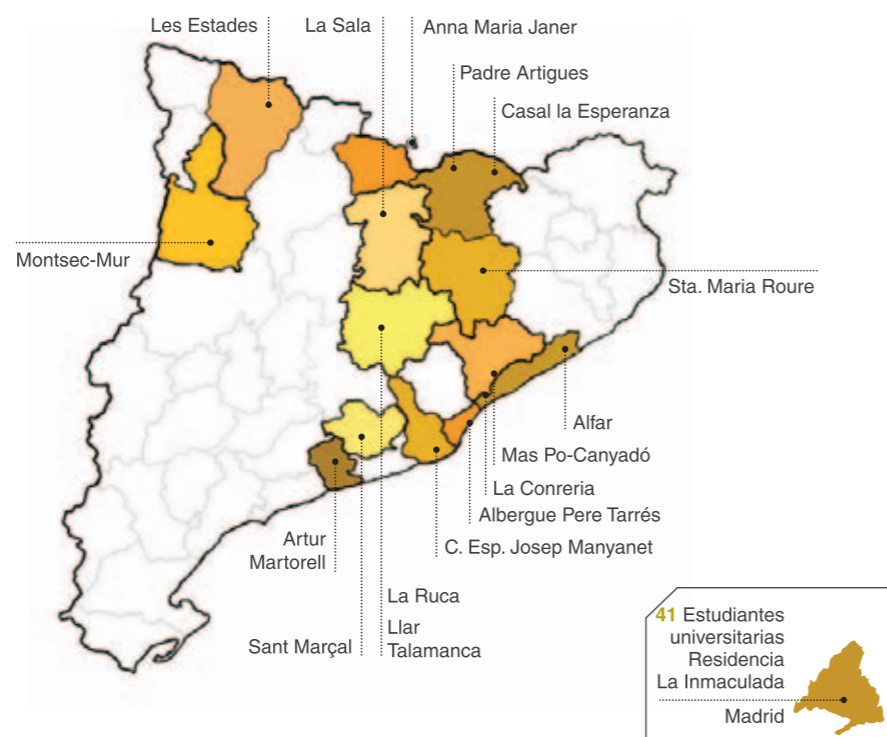 Les Estades
La Sala
Anna Maria Janer
Padre Artigues
Casal la Esperanza
Montsec-Mur
Sta. Maria Roure
Alfar
Mas Po-Canyadó
La Conreria
Albergue Pere Tarrés
C. Esp. Josep Manyanet
Artur
Martorell
La Ruca
Llar
Talamanca
Sant Marçal
41 Estudiantes
universitarias
Residencia
La Inmaculada
Madrid